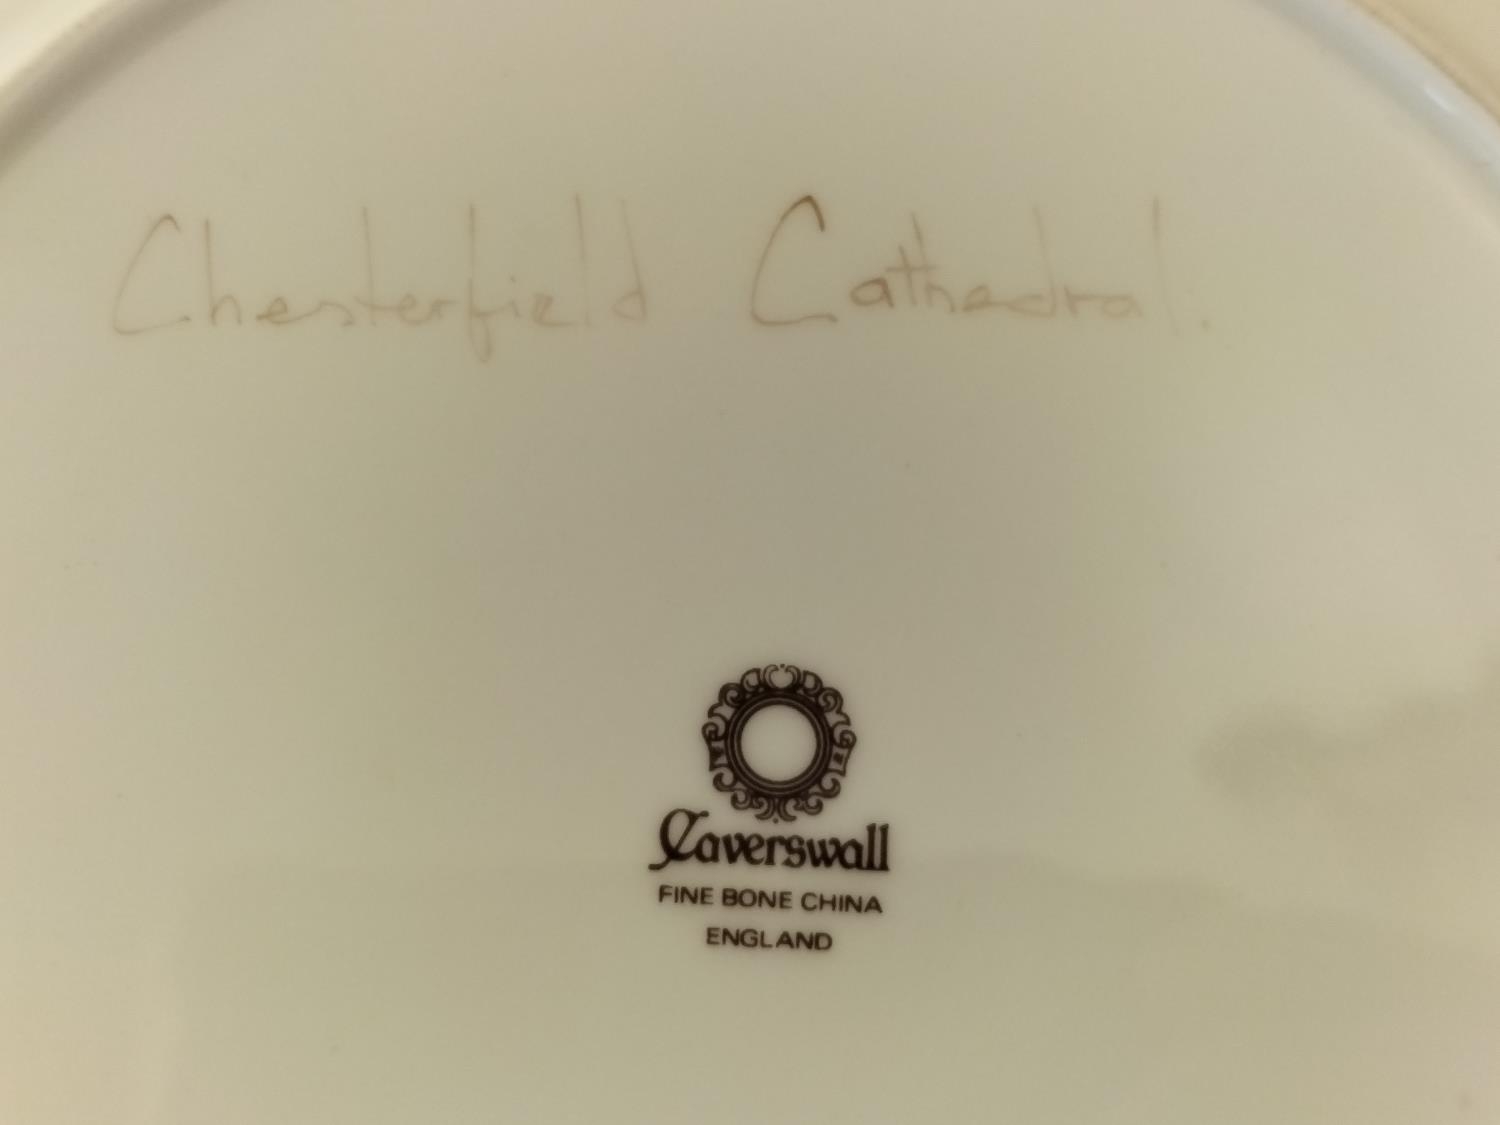 Chesterfield Cathedral.
Caverswall
FINE BONE CHINA
ENGLAND